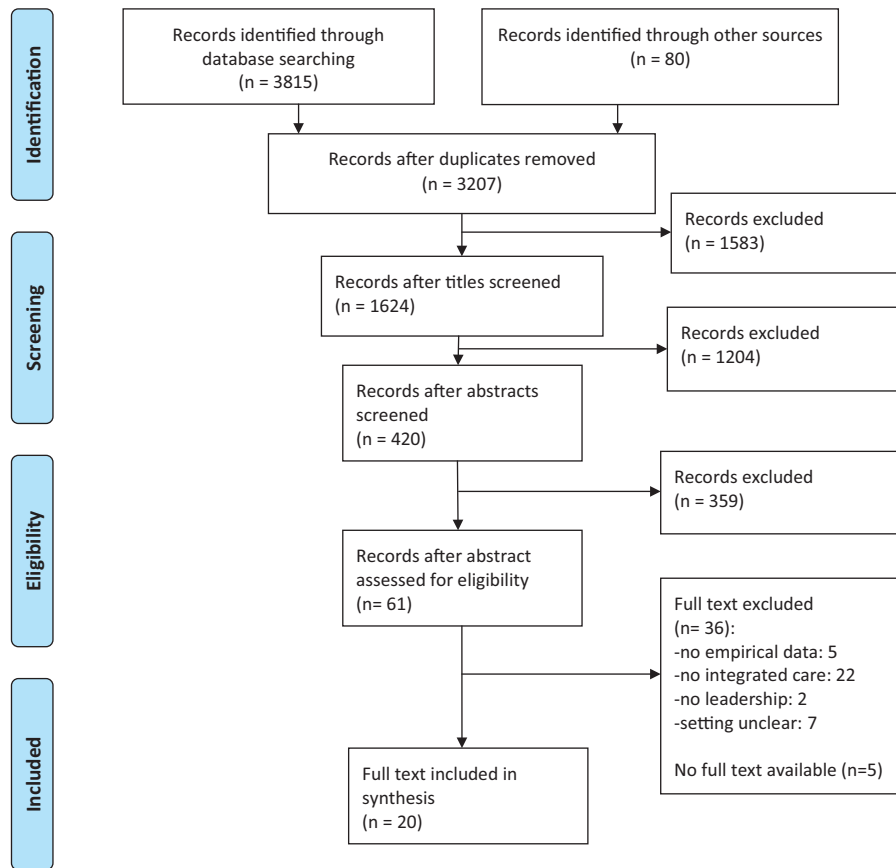 Identification
Records identified through
database searching
(n = 3815)
Records identified through other sources
(n = 80)
Records after duplicates removed
(n = 3207)
Records excluded
(n = 1583)
Screening
Records after titles screened
(n = 1624)
Records excluded
(n = 1204)
Records after abstracts
screened
(n = 420)
Eligibility
Records excluded
(n = 359)
Records after abstract
assessed for eligibility
(n= 61)
Full text excluded
(n= 36):
-no empirical data: 5
-no integrated care: 22
-no leadership: 2
-setting unclear: 7
No full text available (n=5)
Included
Full text included in
synthesis
(n = 20)